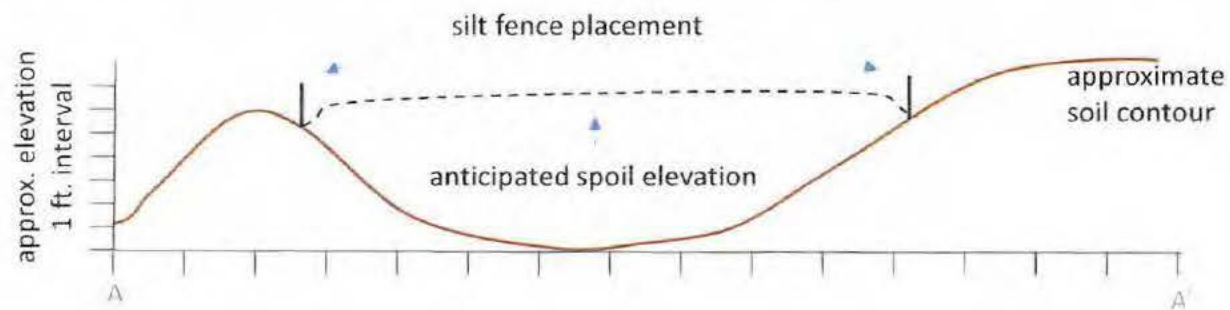 silt fence placement
approximate
soil contour
anticipated spoil elevation
approx. elevation
1 ft. interval
A
A'